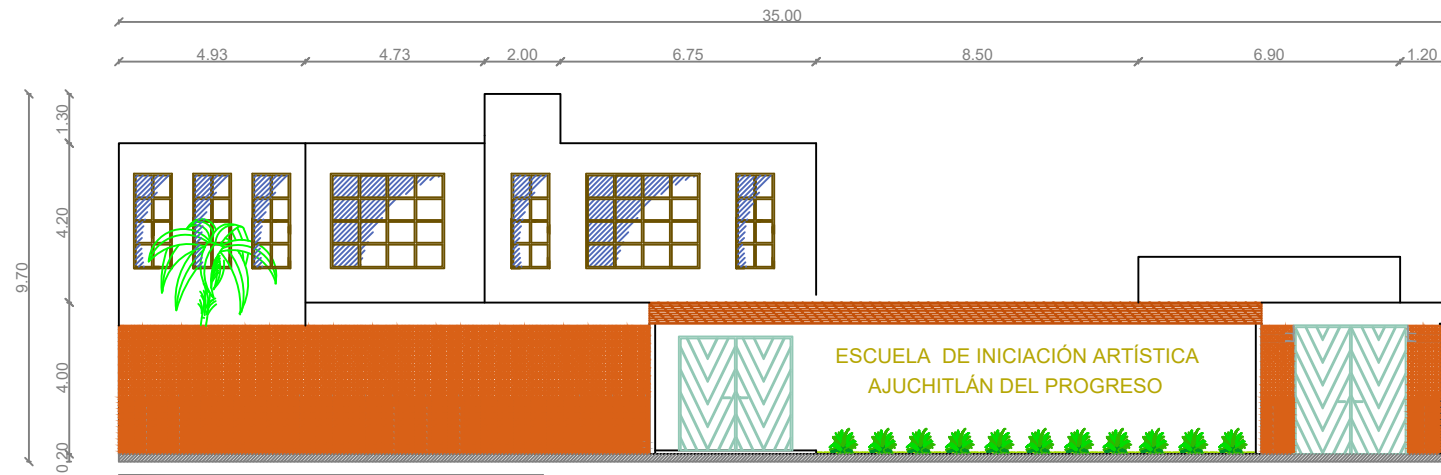 35.00
4.93 4.73 2.00 6.75 8.50 6.90 1.20
1.30
4.20
9.70
4.00
0.20
ESCUELA DE INICIACIÓN ARTÍSTICA
AJUCHITLÁN DEL PROGRESO